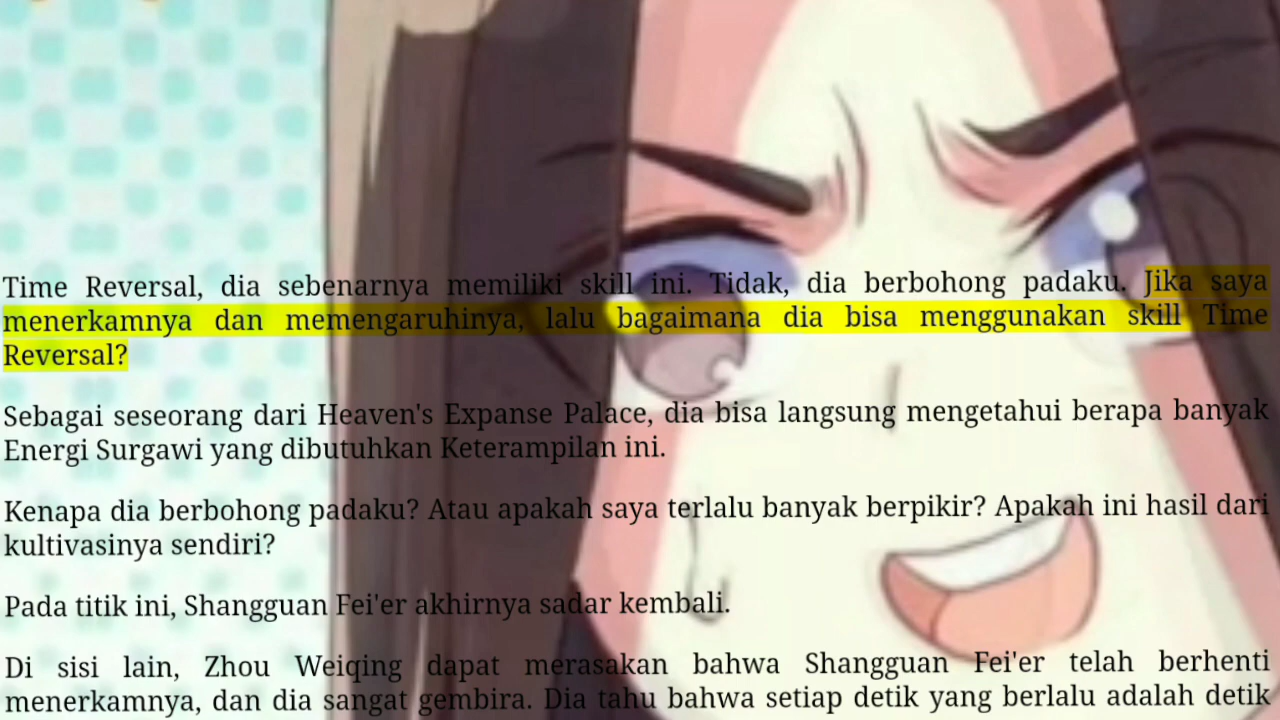 Time Reversal, dia sebenarnya memiliki skill ini. Tidak, dia berbohong padaku. Jika saya
menerkamnya dan memengaruhinya, lalu bagaimana dia bisa menggunakan skill Time
Reversal?
Sebagai seseorang dari Heaven's Expanse Palace, dia bisa langsung mengetahui berapa banyak
Energi Surgawi yang dibutuhkan Keterampilan ini.
Kenapa dia berbohong padaku? Atau apakah saya terlalu banyak berpikir? Apakah ini hasil dari
kultivasinya sendiri?
Pada titik ini, Shangguan Fei'er akhirnya sadar kembali.
Di sisi lain, Zhou Weiqing dapat merasakan bahwa Shangguan Fei'er telah berhenti
menerkamnya, dan dia sangat gembira. Dia tahu bahwa setiap detik yang berlalu adalah detik